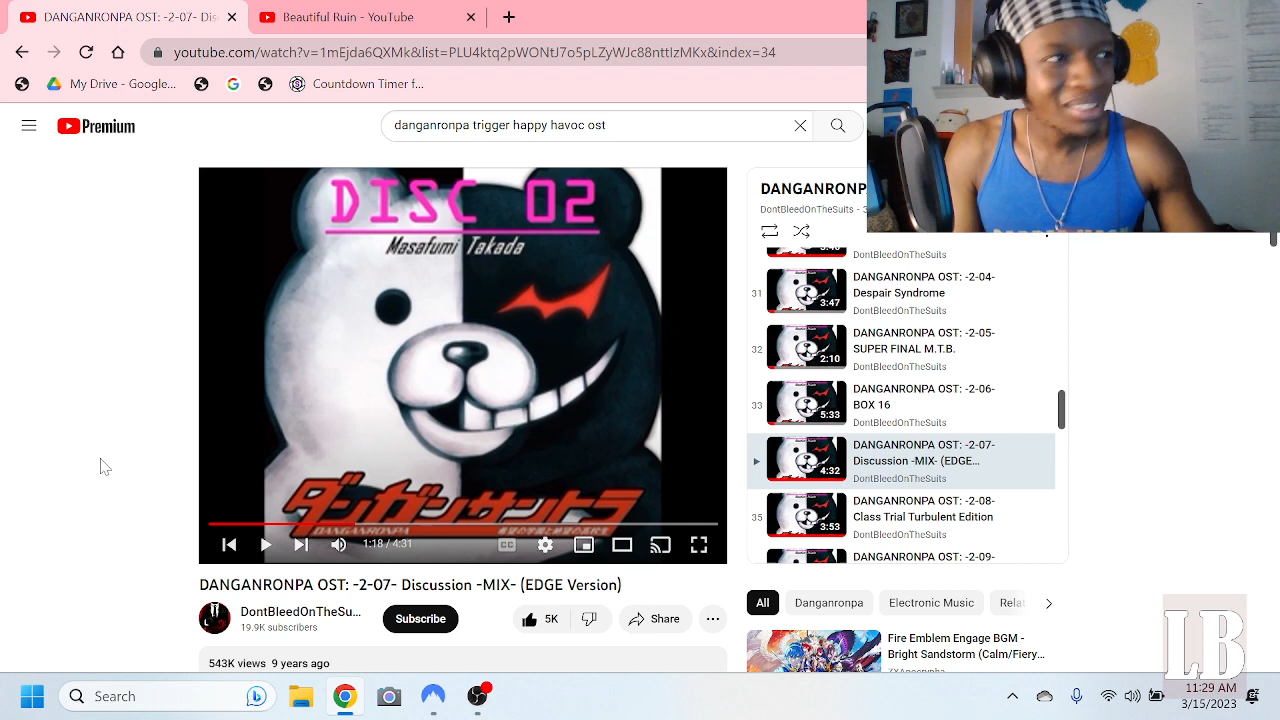 DANGANRONPA OST: -2-07- Disc
Beautiful Ruin - YouTube
youtube.com/watch?v=1mEjpa6QXMk&list=PLU4ktq2pYONH7o5pLZyWJc89nttIzMKx&index=34
My Drive - Google...
Countdown Timer f...
Premium
danganronpa trigger happy havoc ost
DISC 02
Masafumi Takada
ダンガンロンパ
DANGANRONPA
1:18 / 4:31
DANGANRONPA OST: -2-07- Discussion -MIX- (EDGE Version)
DontBleedOnTheSu...
19.9K subscribers
Subscribe
5K
Share
543K views 9 years ago
DANGANRONP
DontBleedOnTheSuits - 3
DontBleedOnTheSuits
31
3:47
DANGANRONPA OST: -2-04-
Despair Syndrome
DontBleedOnTheSuits
32
2:10
DANGANRONPA OST: -2-05-
SUPER FINAL M.T.B.
DontBleedOnTheSuits
33
5:33
DANGANRONPA OST: -2-06-
BOX 16
DontBleedOnTheSuits
4:32
DANGANRONPA OST: -2-07-
Discussion -MIX- (EDGE...
DontBleedOnTheSuits
35
3:53
DANGANRONPA OST: -2-08-
Class Trial Turbulent Edition
DontBleedOnTheSuits
DANGANRONPA OST: -2-09-
All
Danganronpa
Electronic Music
Relat
Fire Emblem Engage BGM -
Bright Sandstorm (Calm/Fiery...
ZXApocrypha
LB
Search
11:29 AM
3/15/2023